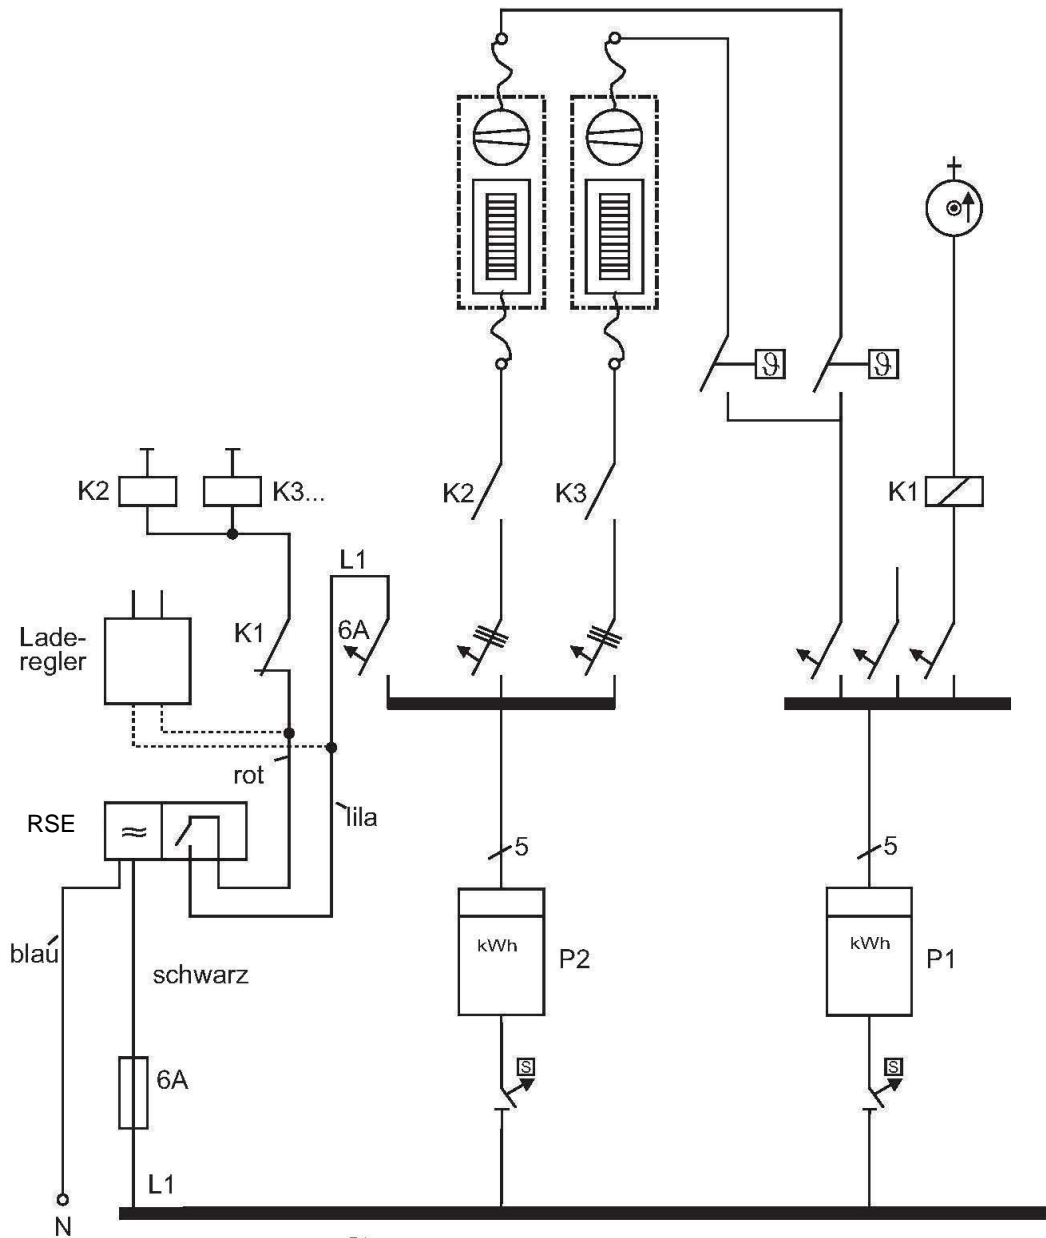 ϑ ϑ
K2 K3...
K2 K3 K1
L1
K1 6A
Lade-
regler
rot
lila
RSE ≈
5 5
kWh kWh
blau
P2 P1
schwarz
S S
6A
L1
N